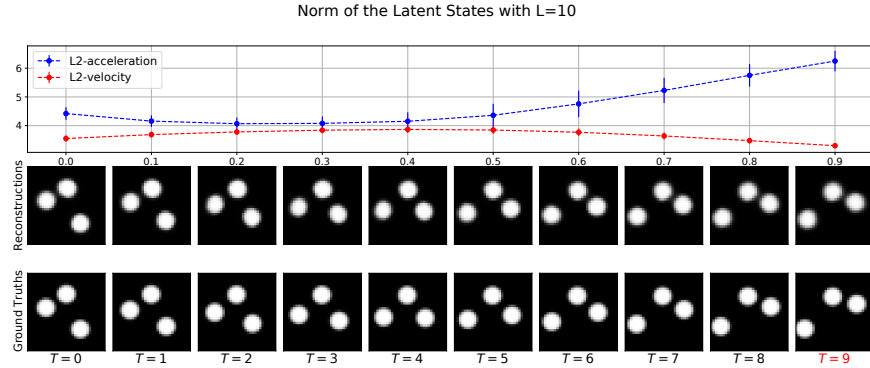 Norm of the Latent States with L=10
L2-acceleration
L2-velocity
6
5
4
0.0 0.1 0.2 0.3 0.4 0.5 0.6 0.7 0.8 0.9
Reconstructions
Ground Truths
T = 0 T = 1 T = 2 T = 3 T = 4 T = 5 T = 6 T = 7 T = 8 T = 9